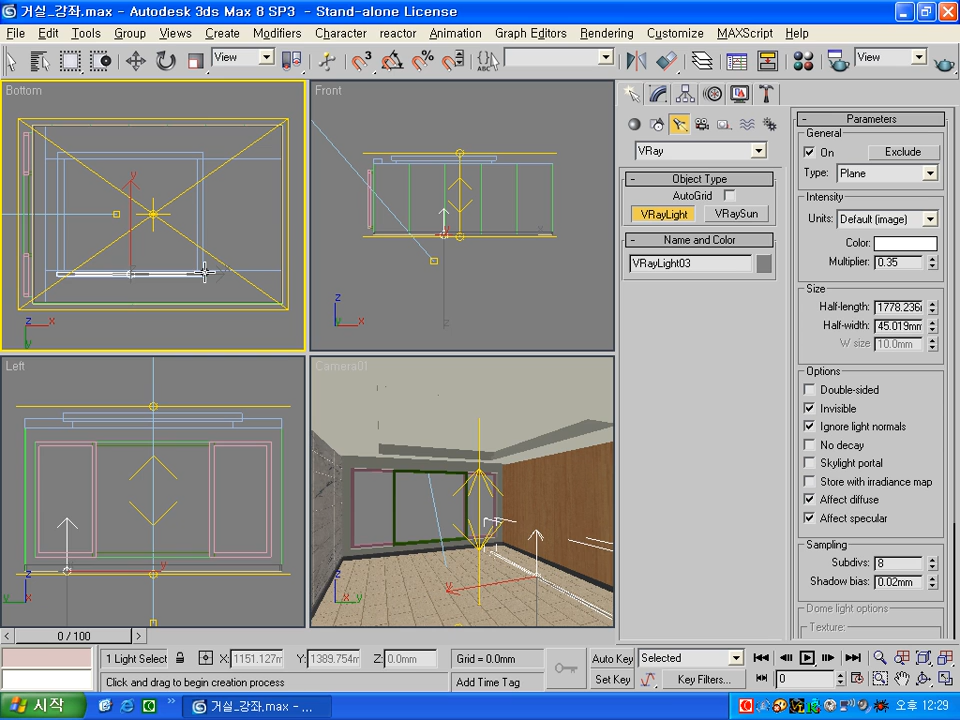 거실_강좌.max - Autodesk 3ds Max 8 SP3 - Stand-alone License
File Edit Tools Group Views Create Modifiers Character reactor Animation Graph Editors Rendering Customize MAXScript Help
View
View
Bottom
Front
Left
Camera01
VRay
- Object Type
AutoGrid
VRayLight VRaySun
- Name and Color
VRayLight03
- Parameters
General
On Exclude
Type: Plane
Intensity
Units: Default (image)
Color:
Multiplier: 0.35
Size
Half-length: 1778.236
Half-width: 45.019mm
W size 10.0mm
Options
Double-sided
Invisible
Ignore light normals
No decay
Skylight portal
Store with irradiance map
Affect diffuse
Affect specular
Sampling
Subdivs: 8
Shadow bias: 0.02mm
Dome light options
Texture:
0 / 100
1 Light Select X: 1151.127m Y: 1389.754m Z: 0.0mm Grid = 0.0mm Auto Key Selected
Click and drag to begin creation process Add Time Tag Set Key Key Filters... 0
시작 거실_강좌.max - ... 오후 12:29